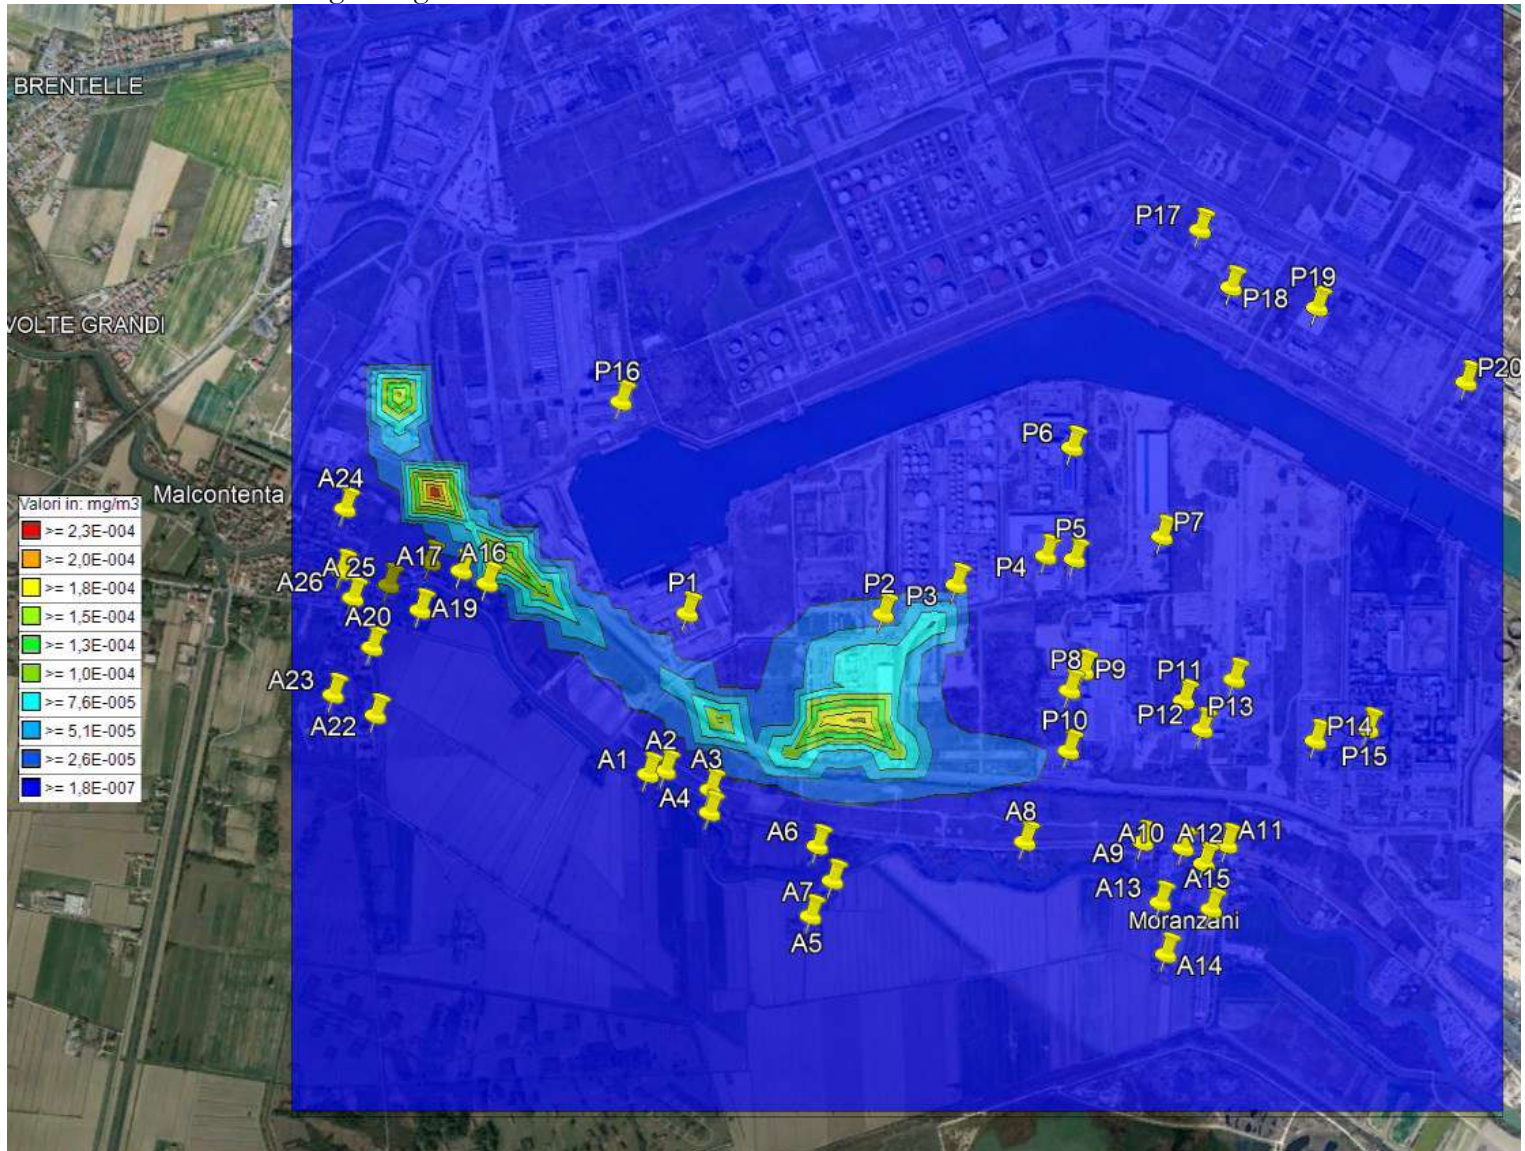 BRENTELLE
VOLTE GRANDI
Malcontenta
Valori in: mg/m3
>= 2,3E-004
>= 2,0E-004
>= 1,8E-004
>= 1,5E-004
>= 1,3E-004
>= 1,0E-004
>= 7,6E-005
>= 5,1E-005
>= 2,6E-005
>= 1,8E-007
P17
P18
P19
P20
P16
P6
P7
P5
P4
P1
P2
P3
A24
A17
A16
A25
A26
A19
A20
A23
A22
P8
P9
P10
P11
P12
P13
P14
P15
A1
A2
A3
A4
A6
A7
A5
A8
A10
A12
A11
A9
A15
A13
Moranzani
A14